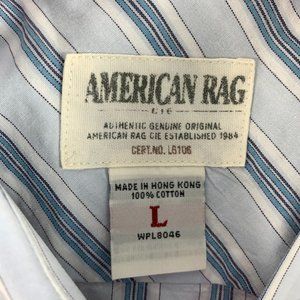 AMERICAN RAG
CIE
AUTHENTIC GENUINE ORIGINAL
AMERICAN RAG CIE ESTABLISHED 1984
CERT.NO. L6106
MADE IN HONG KONG
100% COTTON
L
WPL8046